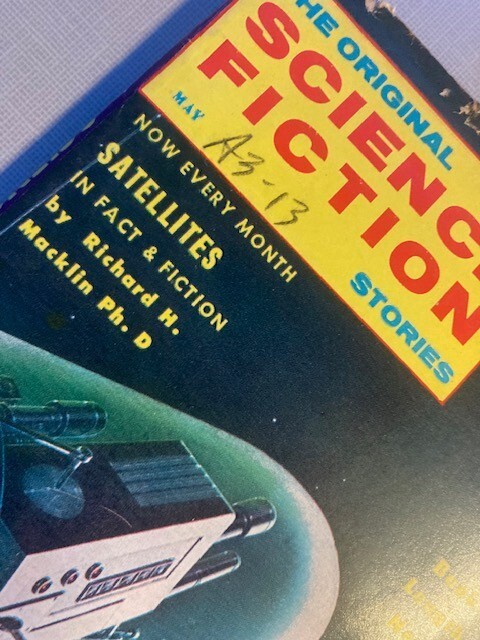 THE ORIGINAL
SCIENCE
FICTION
STORIES
MAY
A3-13
NOW EVERY MONTH
SATELLITES
IN FACT & FICTION
by Richard H.
Macklin Ph. D